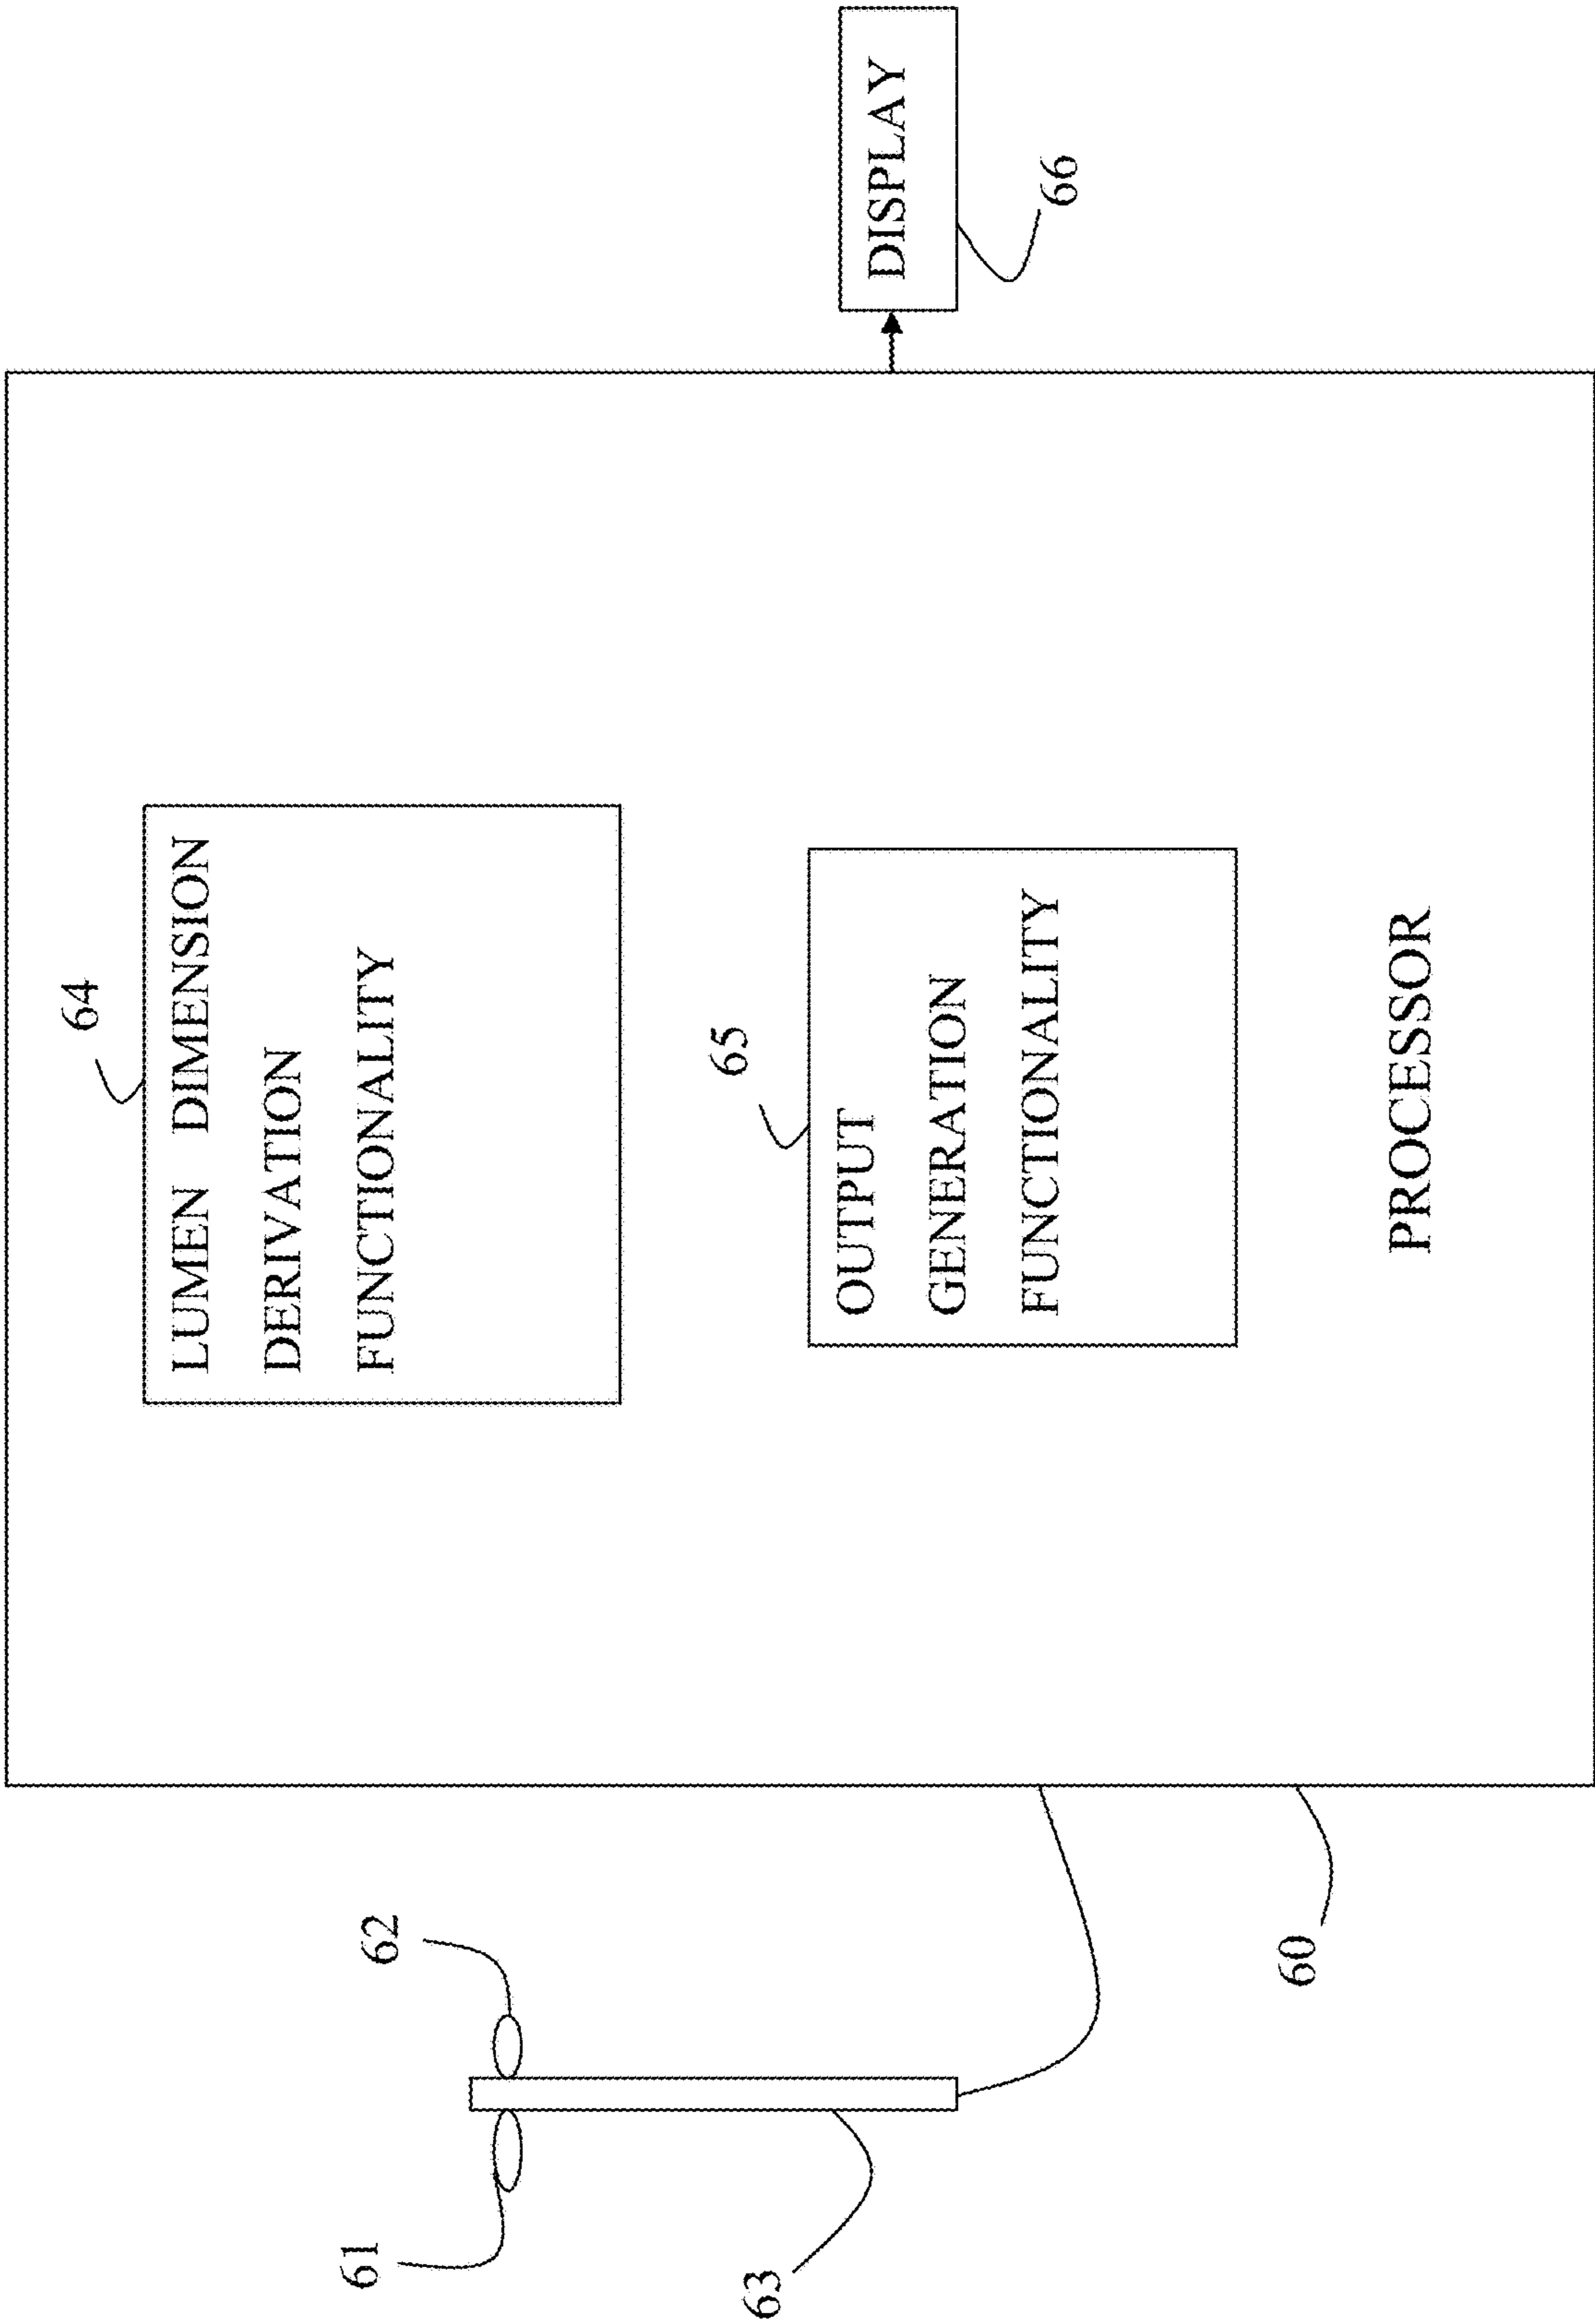 61
62
63
60
64
LUMEN DIMENSION
DERIVATION
FUNCTIONALITY
65
OUTPUT
GENERATION
FUNCTIONALITY
PROCESSOR
DISPLAY
66